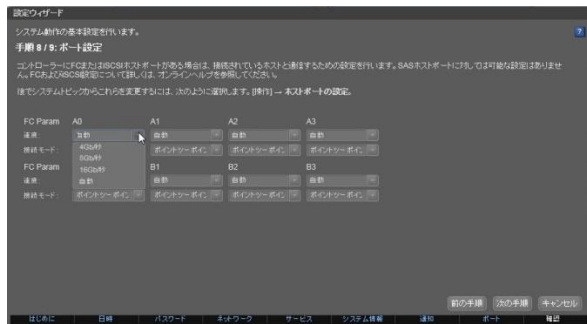 設定ウィザード
システム動作の基本設定を行います。
手順 8 / 9: ポート設定
コントローラーにFCまたはiSCSIホストポートがある場合は、接続されているホストと通信するための設定を行います。SASホストポートに対しては可能な設定はありません。FCおよびiSCSI設定について詳しくは、オンラインヘルプを参照してください。
後でシステムトピックからこれらを変更するには、次のように選択します。[操作] → ホストポートの設定。
FC Param A0 A1 A2 A3
速度: 自動 自動 自動 自動
4Gb/秒
接続モード: ポイントツーポイン ポイントツーポイン ポイントツーポイン
8Gb/秒
FC Param B1 B2 B3
16Gb/秒
速度: 自動 自動 自動 自動
接続モード: ポイントツーポイン ポイントツーポイン ポイントツーポイン ポイントツーポイン
前の手順 次の手順 キャンセル
はじめに 日時 パスワード ネットワーク サービス システム情報 通知 ポート 確認